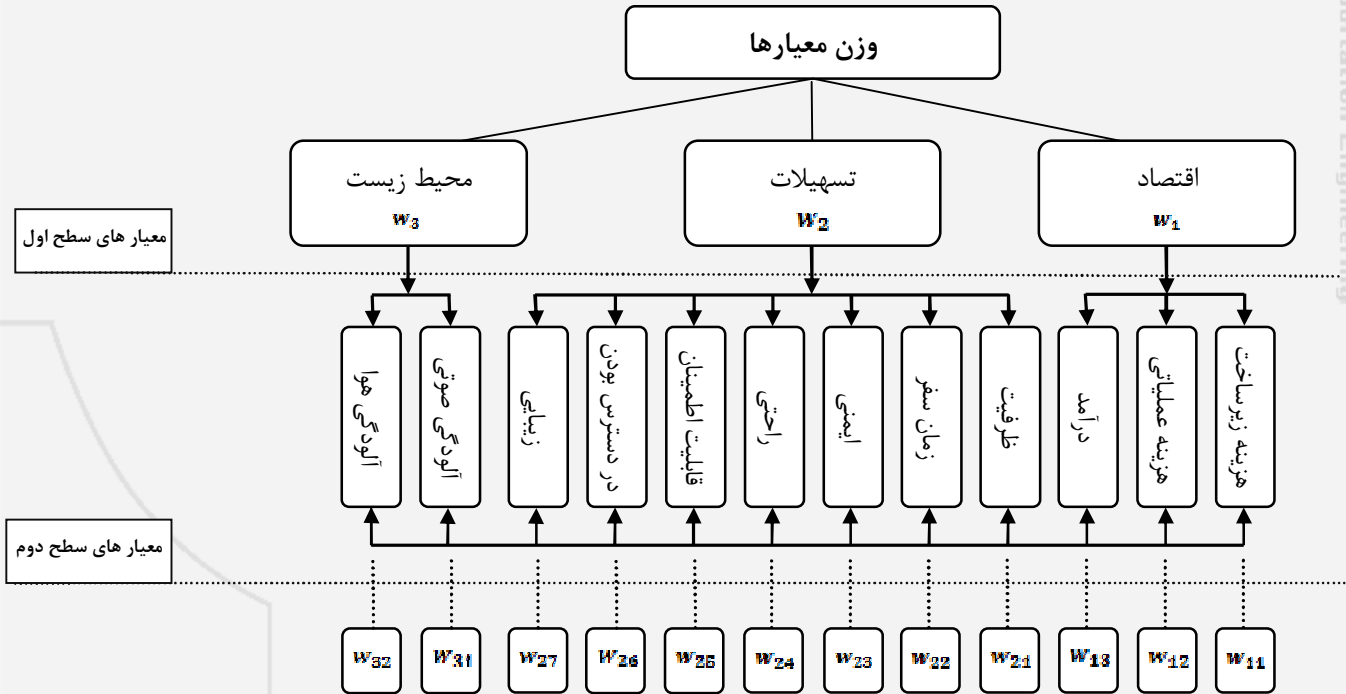 وزن معیارها
اقتصاد
w₁
تسهیلات
w₂
محیط زیست
w₃
معیار های سطح اول
هزینه زیرساخت
هزینه عملیاتی
درآمد
ظرفیت
زمان سفر
ایمنی
راحتی
قابلیت اطمینان
در دسترس بودن
زیبایی
آلودگی صوتی
آلودگی هوا
معیار های سطح دوم
w₁₁
w₁₂
w₁₃
w₂₁
w₂₂
w₂₃
w₂₄
w₂₅
w₂₆
w₂₇
w₃₁
w₃₂
Engineering